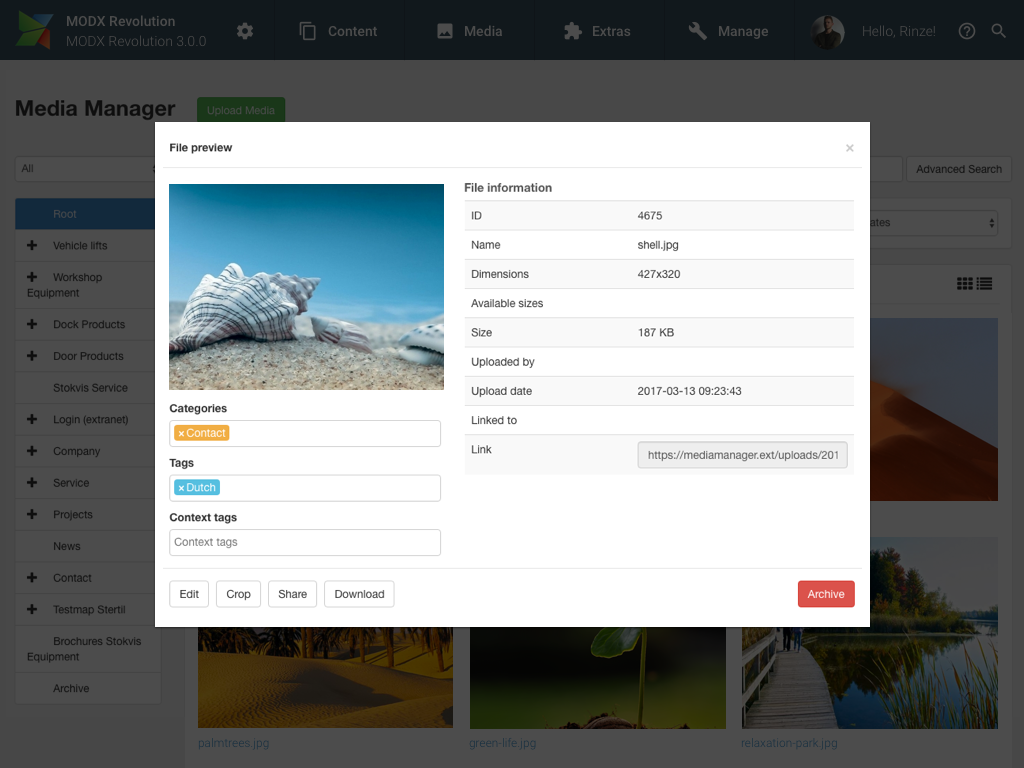 MODX Revolution
MODX Revolution 3.0.0
Content
Media
Extras
Manage
Hello, Rinze!
Media Manager
Upload Media
All
Advanced Search
Root
Vehicle lifts
Workshop
Equipment
Dock Products
Door Products
Stokvis Service
Login (extranet)
Company
Service
Projects
News
Contact
Testmap Stertil
Brochures Stokvis
Equipment
Archive
File preview
×
Categories
×Contact
Tags
×Dutch
Context tags
Context tags
File information
ID 4675
Name shell.jpg
Dimensions 427x320
Available sizes
Size 187 KB
Uploaded by
Upload date 2017-03-13 09:23:43
Linked to
Link https://mediamanager.ext/uploads/201
Edit
Crop
Share
Download
Archive
palmtrees.jpg
green-life.jpg
relaxation-park.jpg